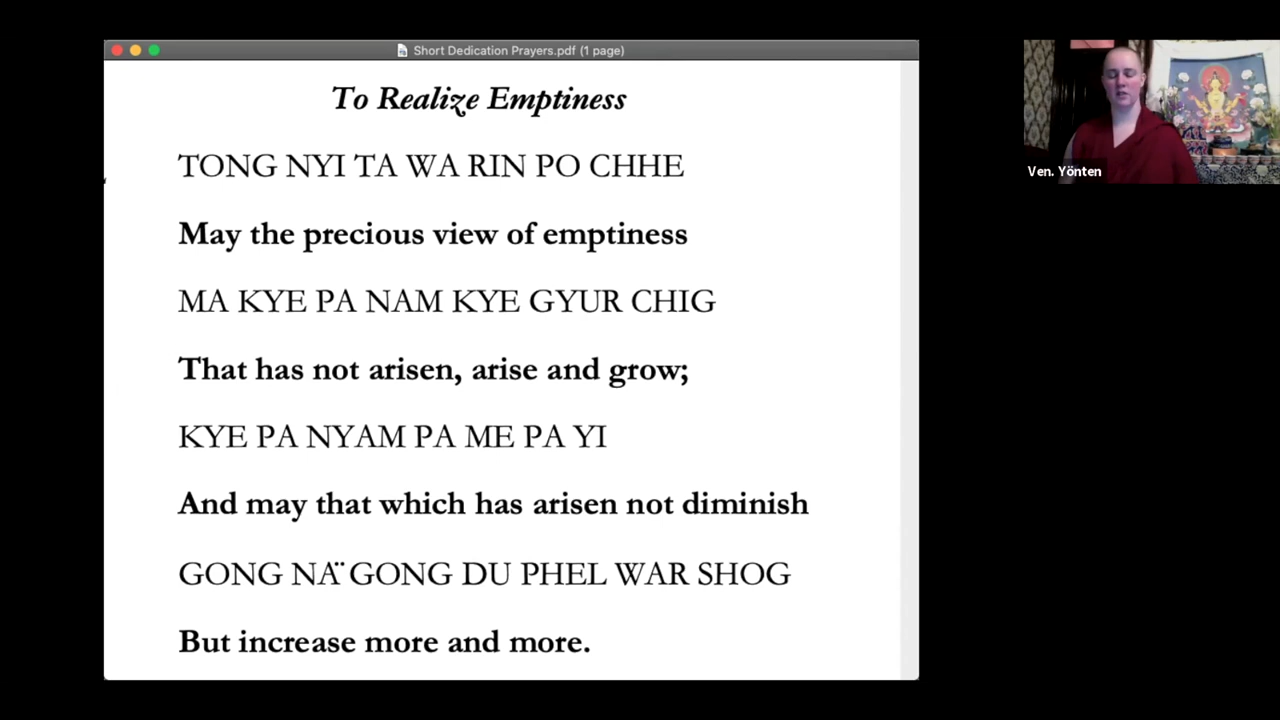 Short Dedication Prayers.pdf (1 page)
To Realize Emptiness
TONG NYI TA WA RIN PO CHHE
May the precious view of emptiness
MA KYE PA NAM KYE GYUR CHIG
That has not arisen, arise and grow;
KYE PA NYAM PA ME PA YI
And may that which has arisen not diminish
GONG NA¨ GONG DU PHEL WAR SHOG
But increase more and more.
Ven. Yönten